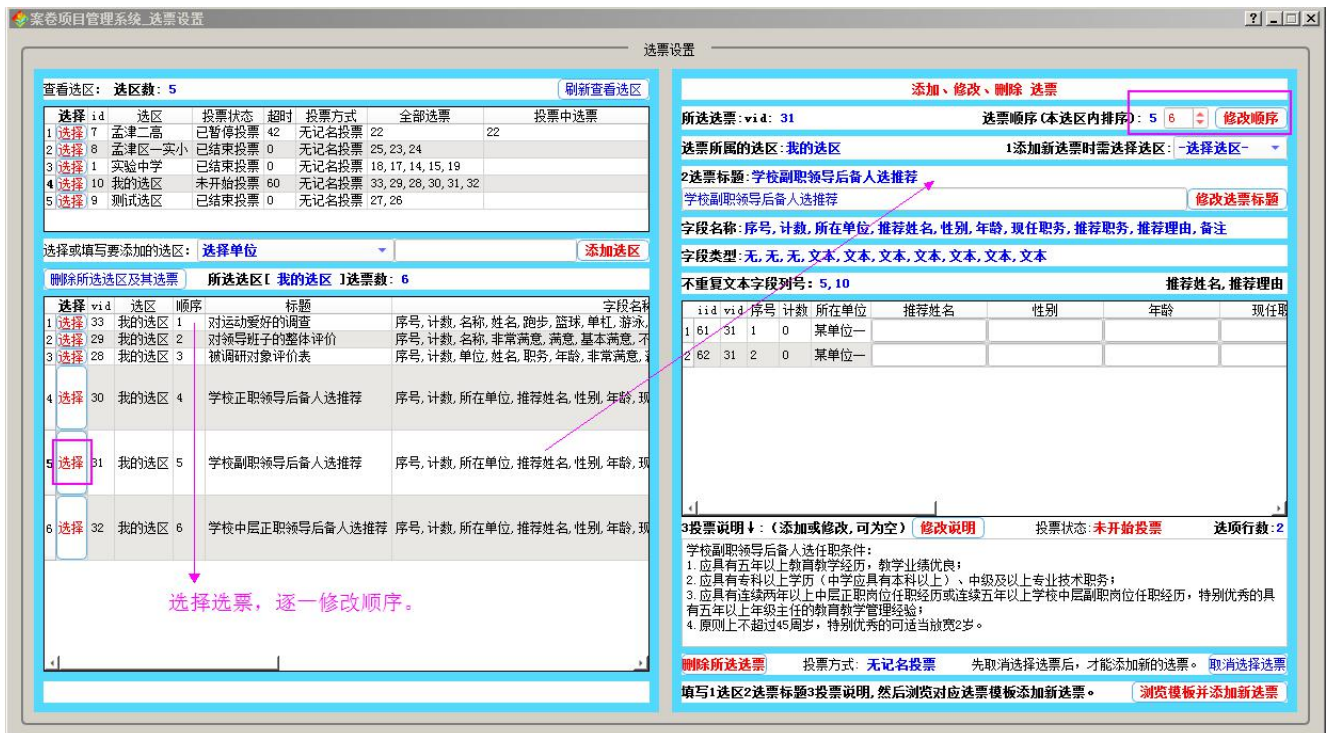 案卷项目管理系统_选票设置
选票设置
查看选区： 选区数：5 刷新查看选区
选择 id 选区 投票状态 超时 投票方式 全部选票 投票中选票
1 选择 7 孟津二高 已暂停投票 42 无记名投票 22 22
2 选择 8 孟津区一实小 已结束投票 0 无记名投票 25,23,24
3 选择 1 实验中学 已结束投票 0 无记名投票 18,17,14,15,19
4 选择 10 我的选区 未开始投票 60 无记名投票 33,29,28,30,31,32
5 选择 9 测试选区 已结束投票 0 无记名投票 27,26
选择或填写要添加的选区： 选择单位 添加选区
删除所选选区及其选票 所选选区[ 我的选区 ]选票数：6
选择 vid 选区 顺序 标题 字段名称
1 选择 33 我的选区 1 对运动爱好的调查 序号,计数,名称,姓名,跑步,篮球,单杠,游泳,
2 选择 29 我的选区 2 对领导班子的整体评价 序号,计数,名称,非常满意,满意,基本满意,不
3 选择 28 我的选区 3 被调研对象评价表 序号,计数,单位,姓名,职务,年龄,非常满意,
4 选择 30 我的选区 4 学校正职领导后备人选推荐 序号,计数,所在单位,推荐姓名,性别,年龄,现
5 选择 31 我的选区 5 学校副职领导后备人选推荐 序号,计数,所在单位,推荐姓名,性别,年龄,现
6 选择 32 我的选区 6 学校中层正职领导后备人选推荐 序号,计数,所在单位,推荐姓名,性别,年龄,现
选择选票，逐一修改顺序。
添加、修改、删除 选票
所选选票:vid: 31 选票顺序(本选区内排序): 5 6 修改顺序
选票所属的选区:我的选区 1添加新选票时需选择选区: -选择选区-
2选票标题:学校副职领导后备人选推荐
学校副职领导后备人选推荐 修改选票标题
字段名称:序号,计数,所在单位,推荐姓名,性别,年龄,现任职务,推荐职务,推荐理由,备注
字段类型:无,无,无,文本,文本,文本,文本,文本,文本,文本
不重复文本字段列号: 5,10 推荐姓名,推荐理由
iid vid 序号 计数 所在单位 推荐姓名 性别 年龄 现任职
1 61 31 1 0 某单位一
2 62 31 2 0 某单位一
3投票说明↓：(添加或修改,可为空) 修改说明 投票状态:未开始投票 选项行数:2
学校副职领导后备人选任职条件：
1.应具有五年以上教育教学经历，教学业绩优良；
2.应具有专科以上学历（中学应具有本科以上）、中级及以上专业技术职务；
3.应具有连续两年以上中层正职岗位任职经历或连续五年以上学校中层副职岗位任职经历，特别优秀的具
有五年以上年级主任的教育教学管理经验；
4.原则上不超过45周岁，特别优秀的可适当放宽2岁。
删除所选选票 投票方式: 无记名投票 先取消选择选票后，才能添加新的选票。 取消选择选票
填写1选区2选票标题3投票说明,然后浏览对应选票模板添加新选票。 浏览模板并添加新选票